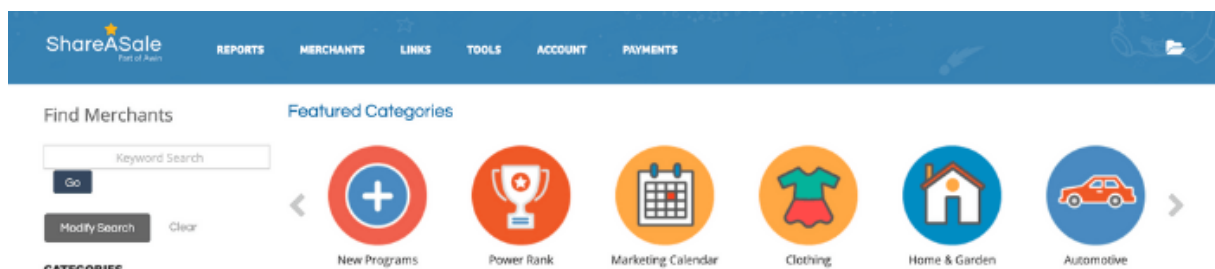 ShareASale
Part of Awin
REPORTS MERCHANTS LINKS TOOLS ACCOUNT PAYMENTS
Find Merchants
Featured Categories
Keyword Search
Go
Modify Search Clear
New Programs Power Rank Marketing Calendar Clothing Home & Garden Automotive
CATEGORIES